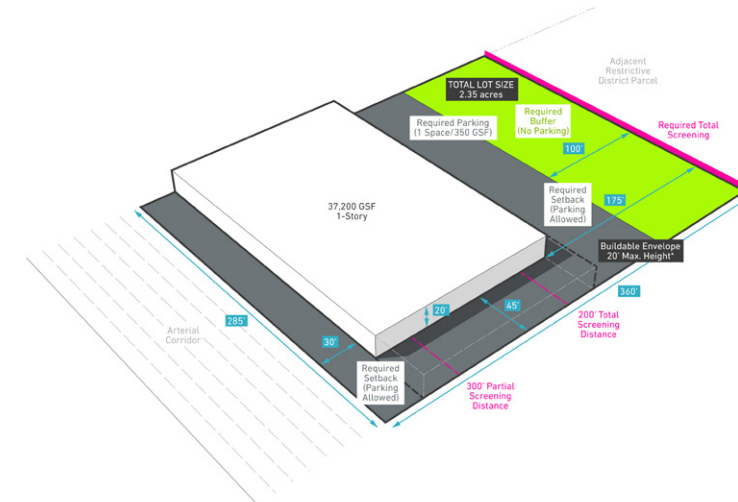 Adjacent
Restrictive
District Parcel
TOTAL LOT SIZE
2.35 acres
Required Parking
(1 Space/350 GSF)
Required
Buffer
(No Parking)
Required Total
Screening
100'
37,200 GSF
1-Story
Required
Setback
(Parking
Allowed)
175'
Buildable Envelope
20' Max. Height*
360'
20'
45'
200' Total
Screening
Distance
285'
Arterial
Corridor
30'
Required
Setback
(Parking
Allowed)
300' Partial
Screening
Distance